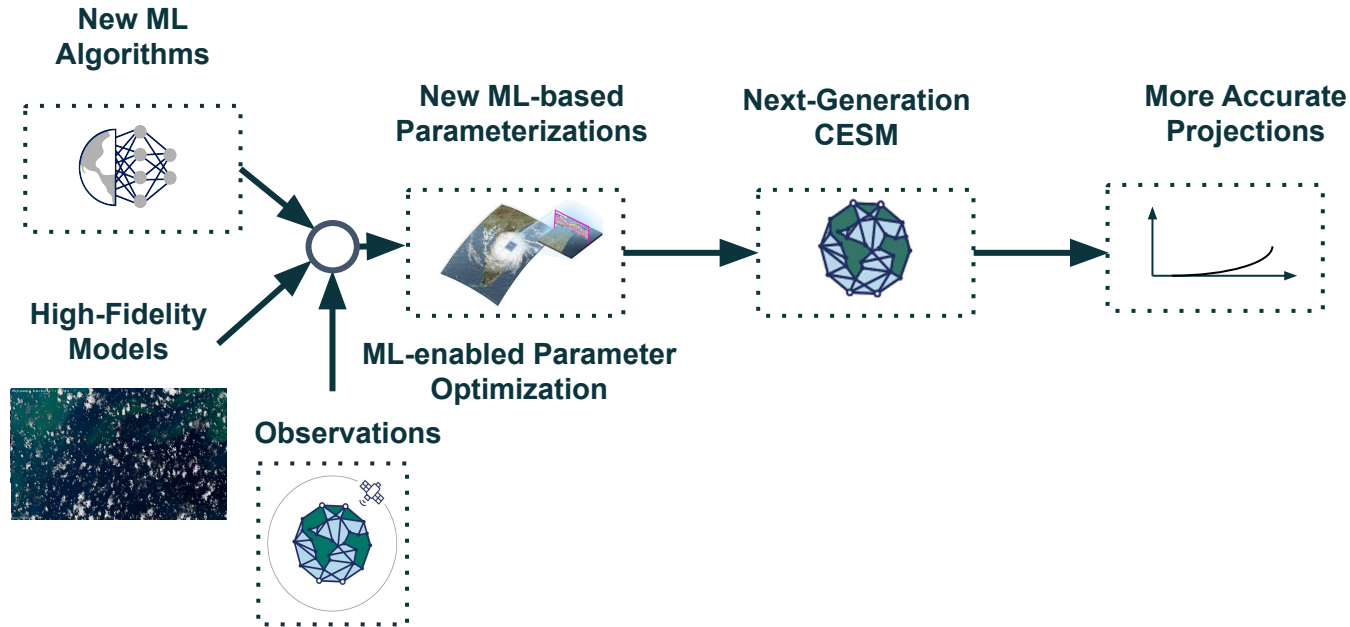 New ML
Algorithms
New ML-based
Parameterizations
Next-Generation
CESM
More Accurate
Projections
High-Fidelity
Models
ML-enabled Parameter
Optimization
Observations